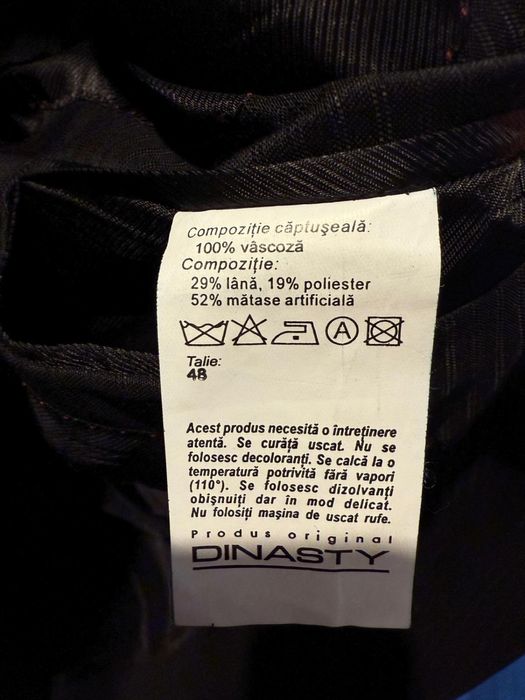 Compoziție căptușeală:
100% vâscoză
Compoziție:
29% lână, 19% poliester
52% mătase artificială
A
Talie:
48
Acest produs necesită o întreținere
atentă. Se curăță uscat. Nu se
folosesc decoloranți. Se calcă la o
temperatură potrivită fără vapori
(110°). Se folosesc dizolvanți
obișnuiți dar în mod delicat.
Nu folosiți mașina de uscat rufe.
Produs original
DINASTY